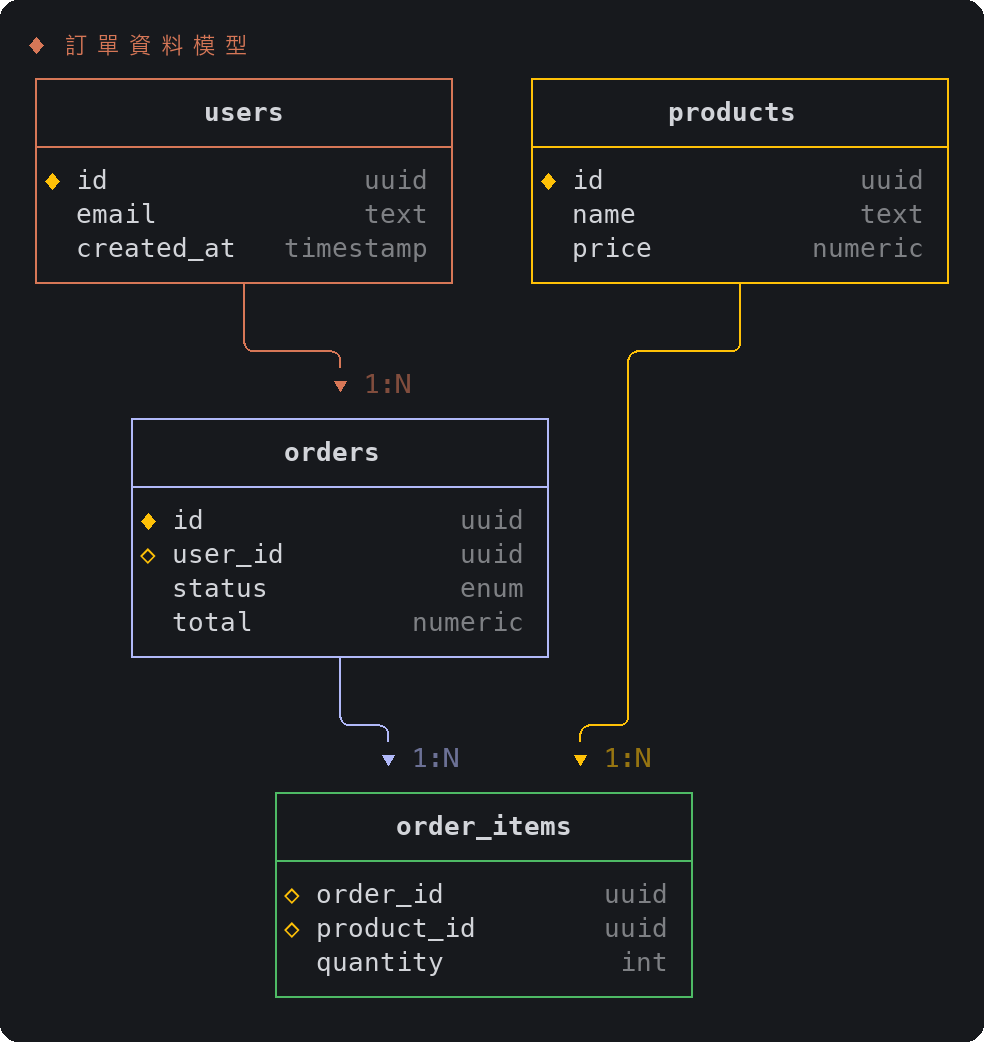 訂單資料模型
users
id uuid
email text
created_at timestamp
products
id uuid
name text
price numeric
1:N
orders
id uuid
user_id uuid
status enum
total numeric
1:N
1:N
order_items
order_id uuid
product_id uuid
quantity int